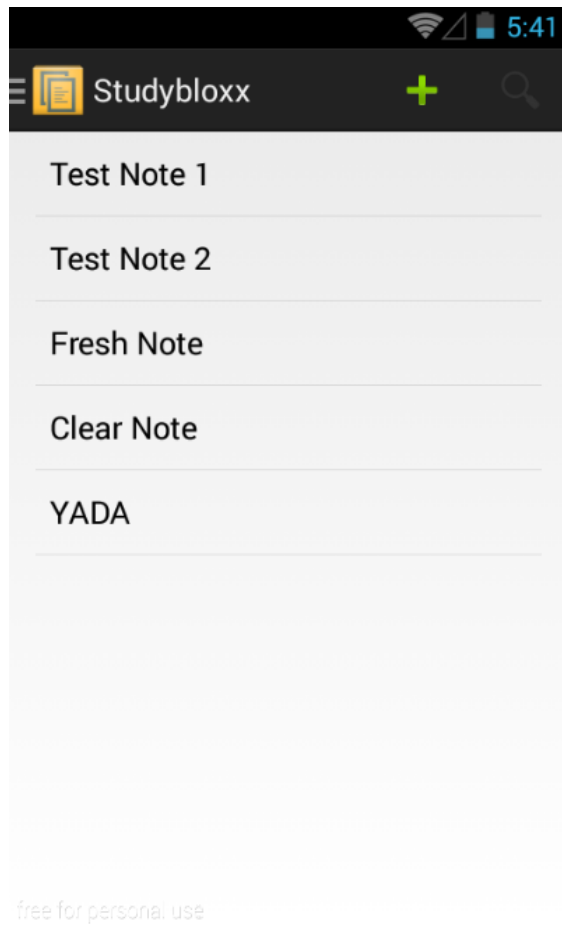 5:41
Studybloxx
Test Note 1
Test Note 2
Fresh Note
Clear Note
YADA
free for personal use